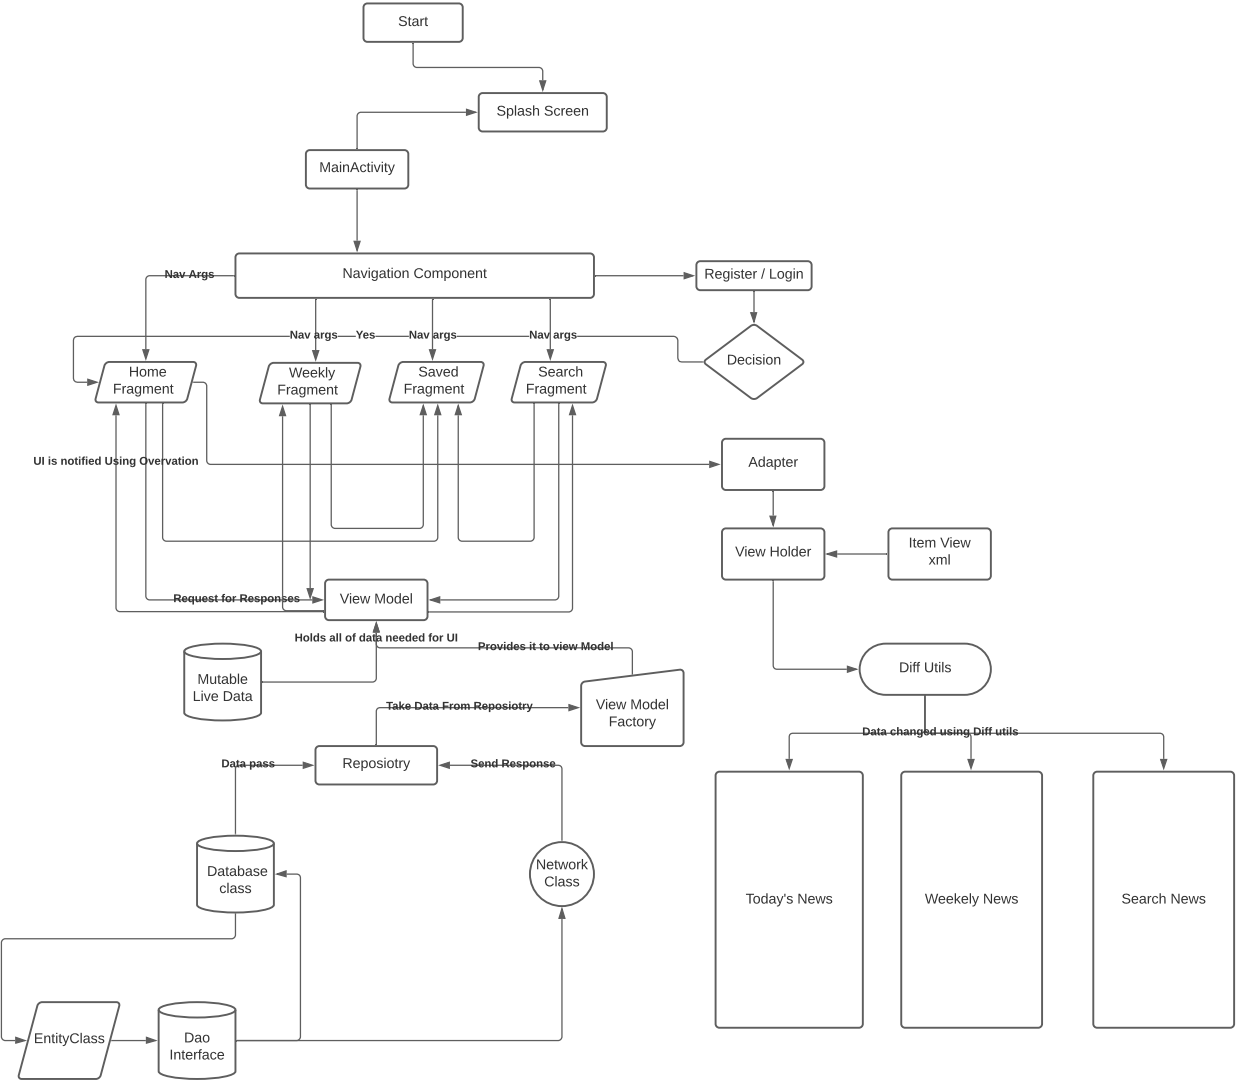 Start
Splash Screen
MainActivity
Navigation Component
Register / Login
Nav Args
Nav args
Yes
Nav args
Nav args
Decision
Home
Fragment
Weekly
Fragment
Saved
Fragment
Search
Fragment
UI is notified Using Overvation
Adapter
View Holder
Item View
xml
Request for Responses
View Model
Holds all of data needed for UI
Provides it to view Model
Mutable
Live Data
Diff Utils
View Model
Factory
Take Data From Reposiotry
Data changed using Diff utils
Data pass
Reposiotry
Send Response
Database
class
Network
Class
Today's News
Weekely News
Search News
EntityClass
Dao
Interface